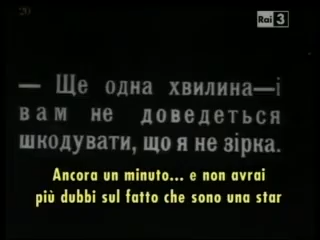 20
Rai 3
— Ще одна хвилина—і
вам не доведеться
шкодувати, що я не зірка.
Ancora un minuto... e non avrai
più dubbi sul fatto che sono una star